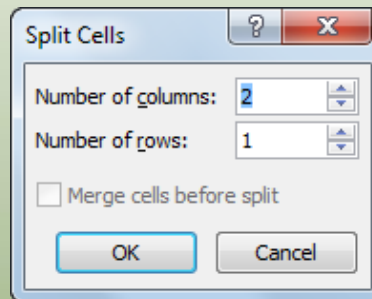 Split Cells
?
Number of columns: 2
Number of rows: 1
Merge cells before split
OK Cancel